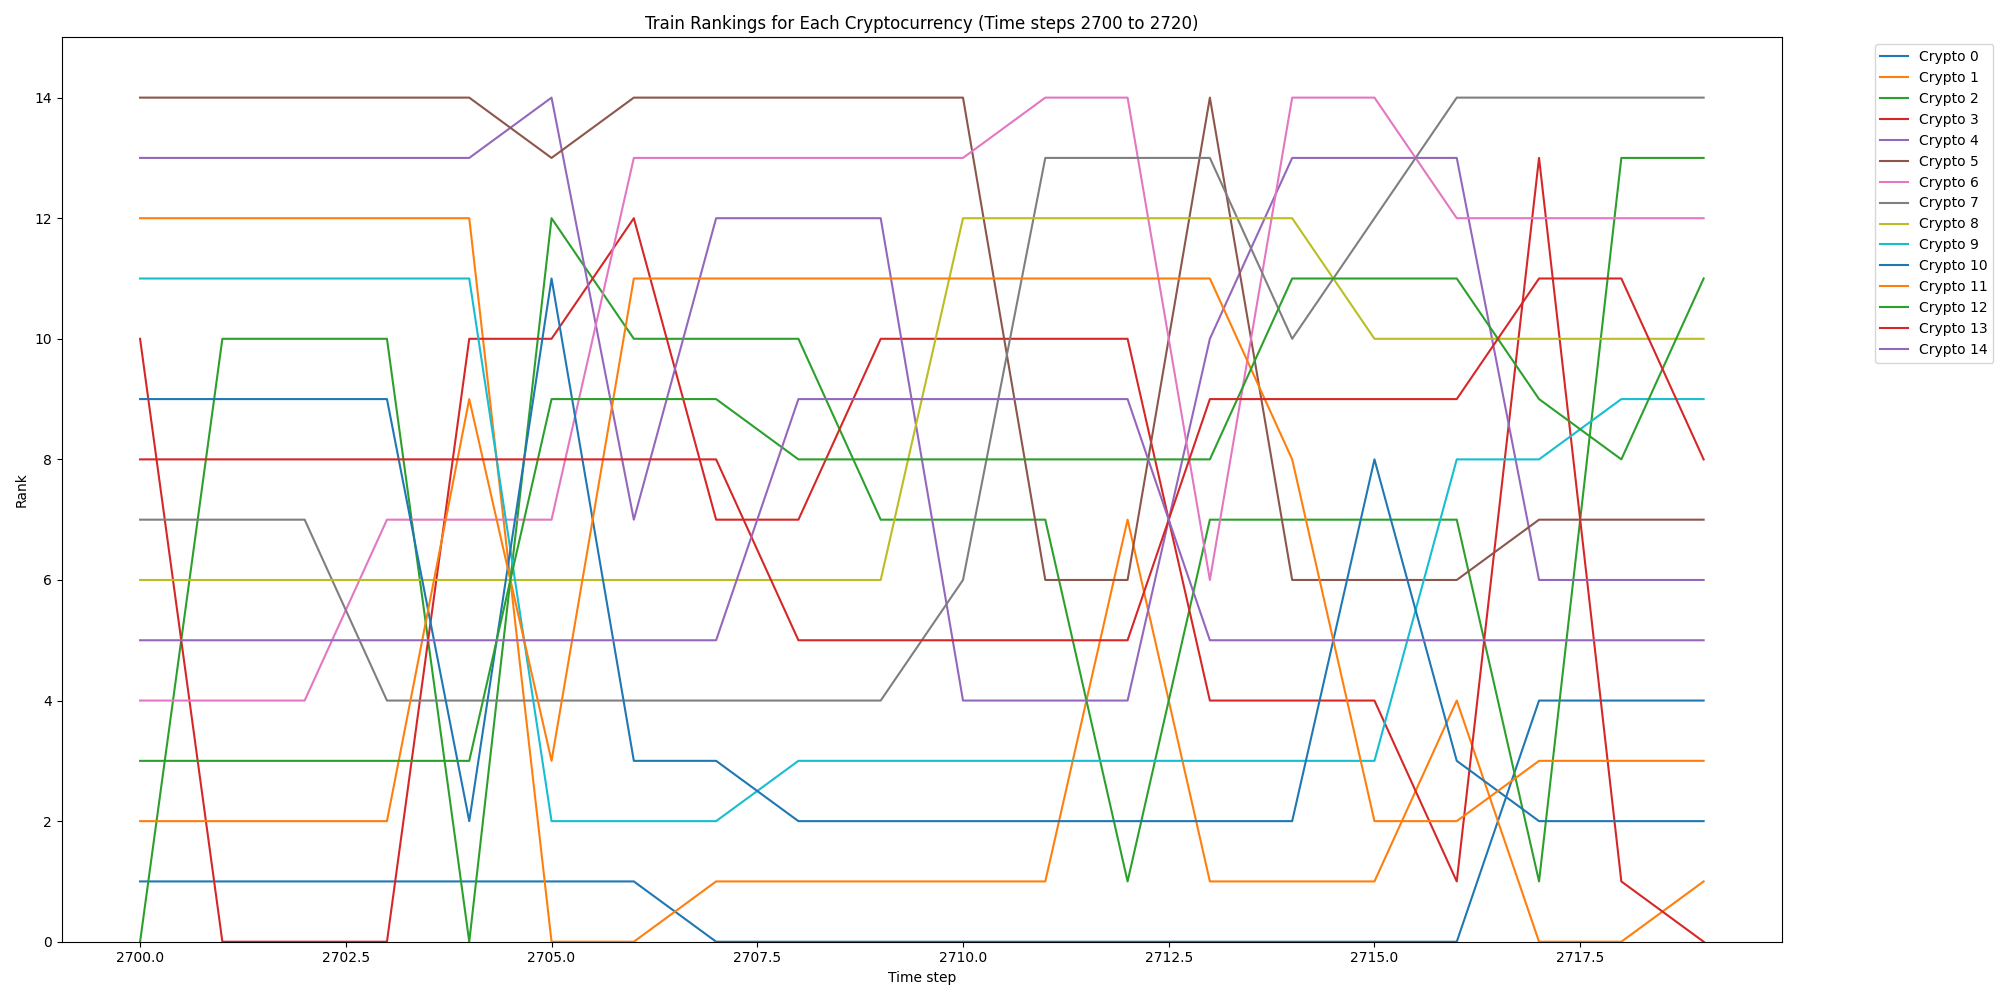 Train Rankings for Each Cryptocurrency (Time steps 2700 to 2720)
Rank
14
12
10
8
6
4
2
0
2700.0 2702.5 2705.0 2707.5 2710.0 2712.5 2715.0 2717.5
Time step
Crypto 0
Crypto 1
Crypto 2
Crypto 3
Crypto 4
Crypto 5
Crypto 6
Crypto 7
Crypto 8
Crypto 9
Crypto 10
Crypto 11
Crypto 12
Crypto 13
Crypto 14